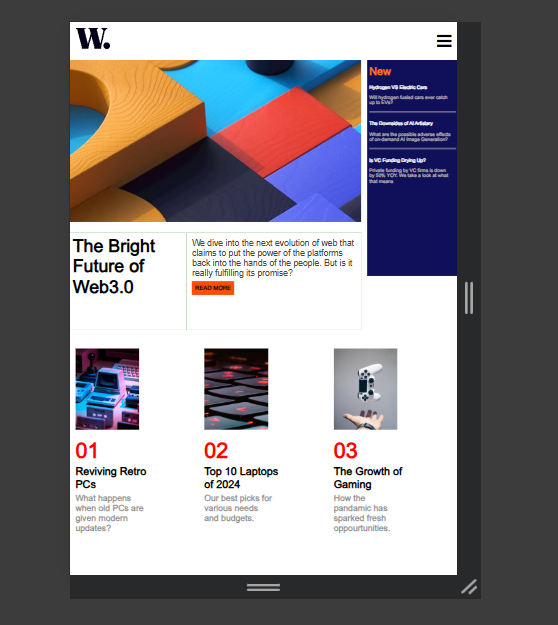 W.
New
Hydrogen VS Electric Cars
Will hydrogen fueled cars ever catch
up to EVs?
The Downsides of AI Artistry
What are the possible adverse effects
of on-demand AI Image Generation?
Is VC Funding Drying Up?
Private funding by VC firms is down
by 50% YOY. We take a look at what
that means
The Bright
Future of
Web3.0
We dive into the next evolution of web that
claims to put the power of the platforms
back into the hands of the people. But is it
really fulfilling its promise?
READ MORE
01
Reviving Retro
PCs
What happens
when old PCs are
given modern
updates?
02
Top 10 Laptops
of 2024
Our best picks for
various needs
and budgets.
03
The Growth of
Gaming
How the
pandamic has
sparked fresh
oppourtunities.